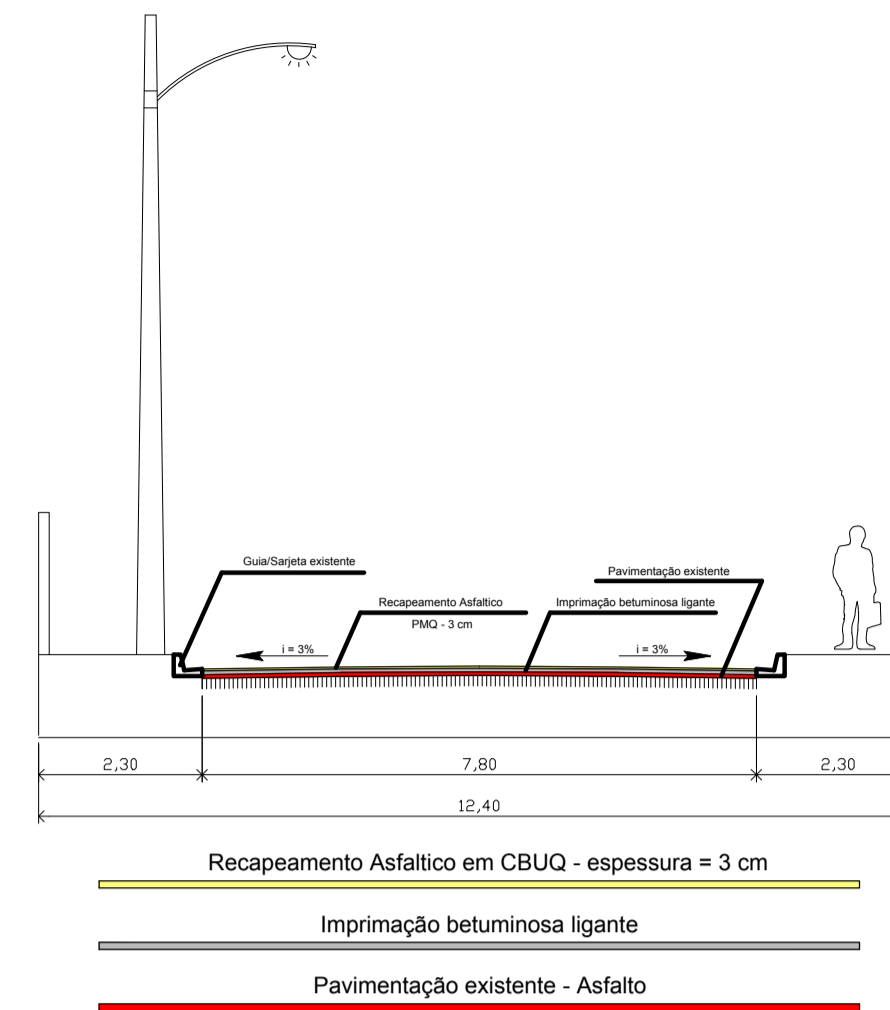 Guia/Sarjeta existente
Pavimentação existente
Recapeamento Asfaltico
Imprimação betuminosa ligante
PMQ - 3 cm
i = 3%
i = 3%
2,30
7,80
2,30
12,40
Recapeamento Asfaltico em CBUQ - espessura = 3 cm
Imprimação betuminosa ligante
Pavimentação existente - Asfalto